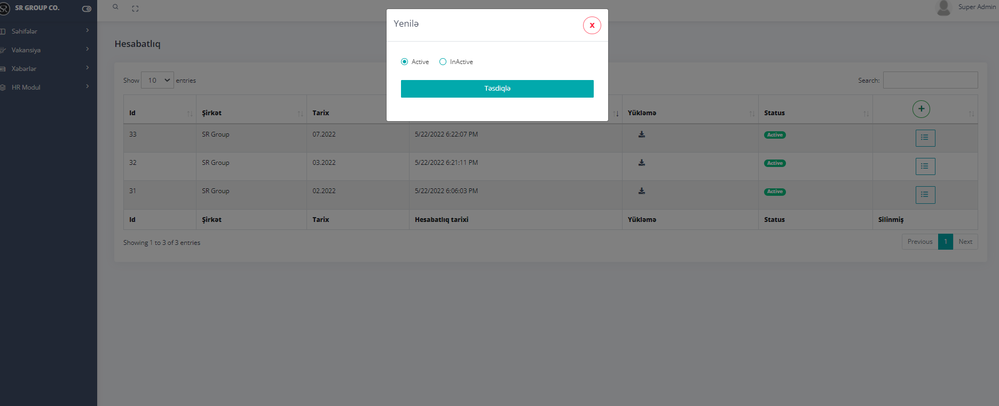 SR GROUP CO.
Super Admin
Səhifələr
Vakansiya
Xəbərlər
HR Modul
Yenilə
X
Active InActive
Təsdiqlə
Hesabatlıq
Show 10 entries
Search:
Id Şirkət Tarix Yükləmə Status
33 SR Group 07.2022 5/22/2022 6:22:07 PM Active
32 SR Group 03.2022 5/22/2022 6:21:11 PM Active
31 SR Group 02.2022 5/22/2022 6:06:03 PM Active
Id Şirkət Tarix Hesabatlıq tarixi Yükləmə Status Silinmiş
Showing 1 to 3 of 3 entries
Previous 1 Next